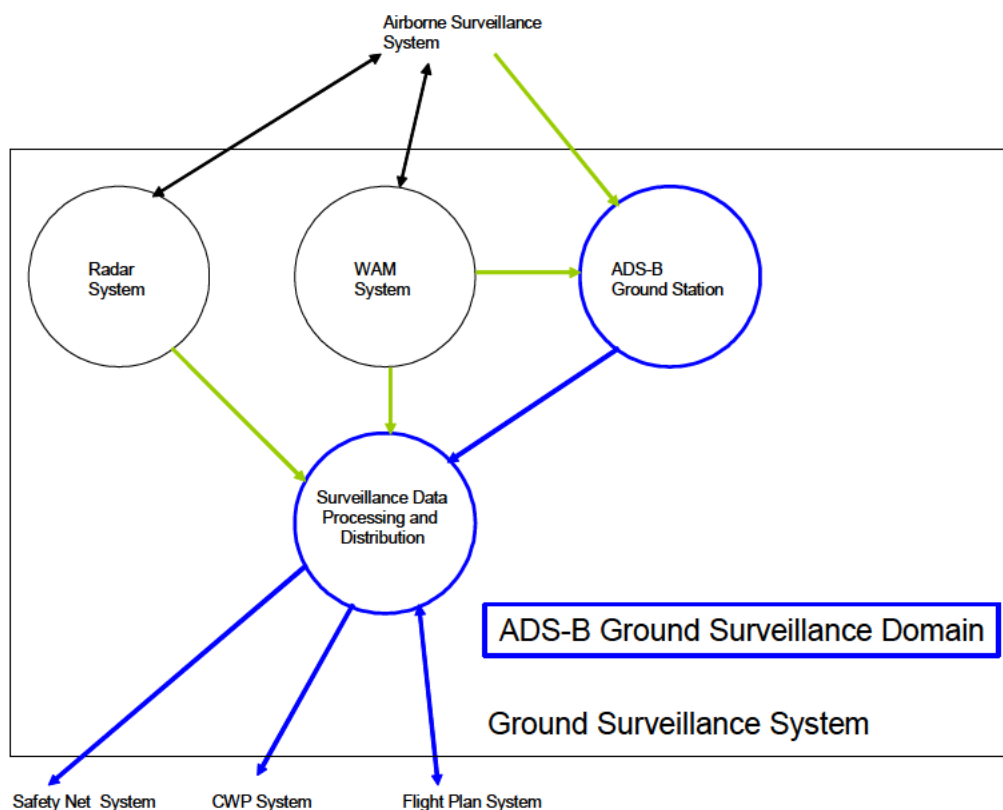 Airborne Surveillance
System
Radar
System
WAM
System
ADS-B
Ground Station
Surveillance Data
Processing and
Distribution
ADS-B Ground Surveillance Domain
Ground Surveillance System
Safety Net System
CWP System
Flight Plan System